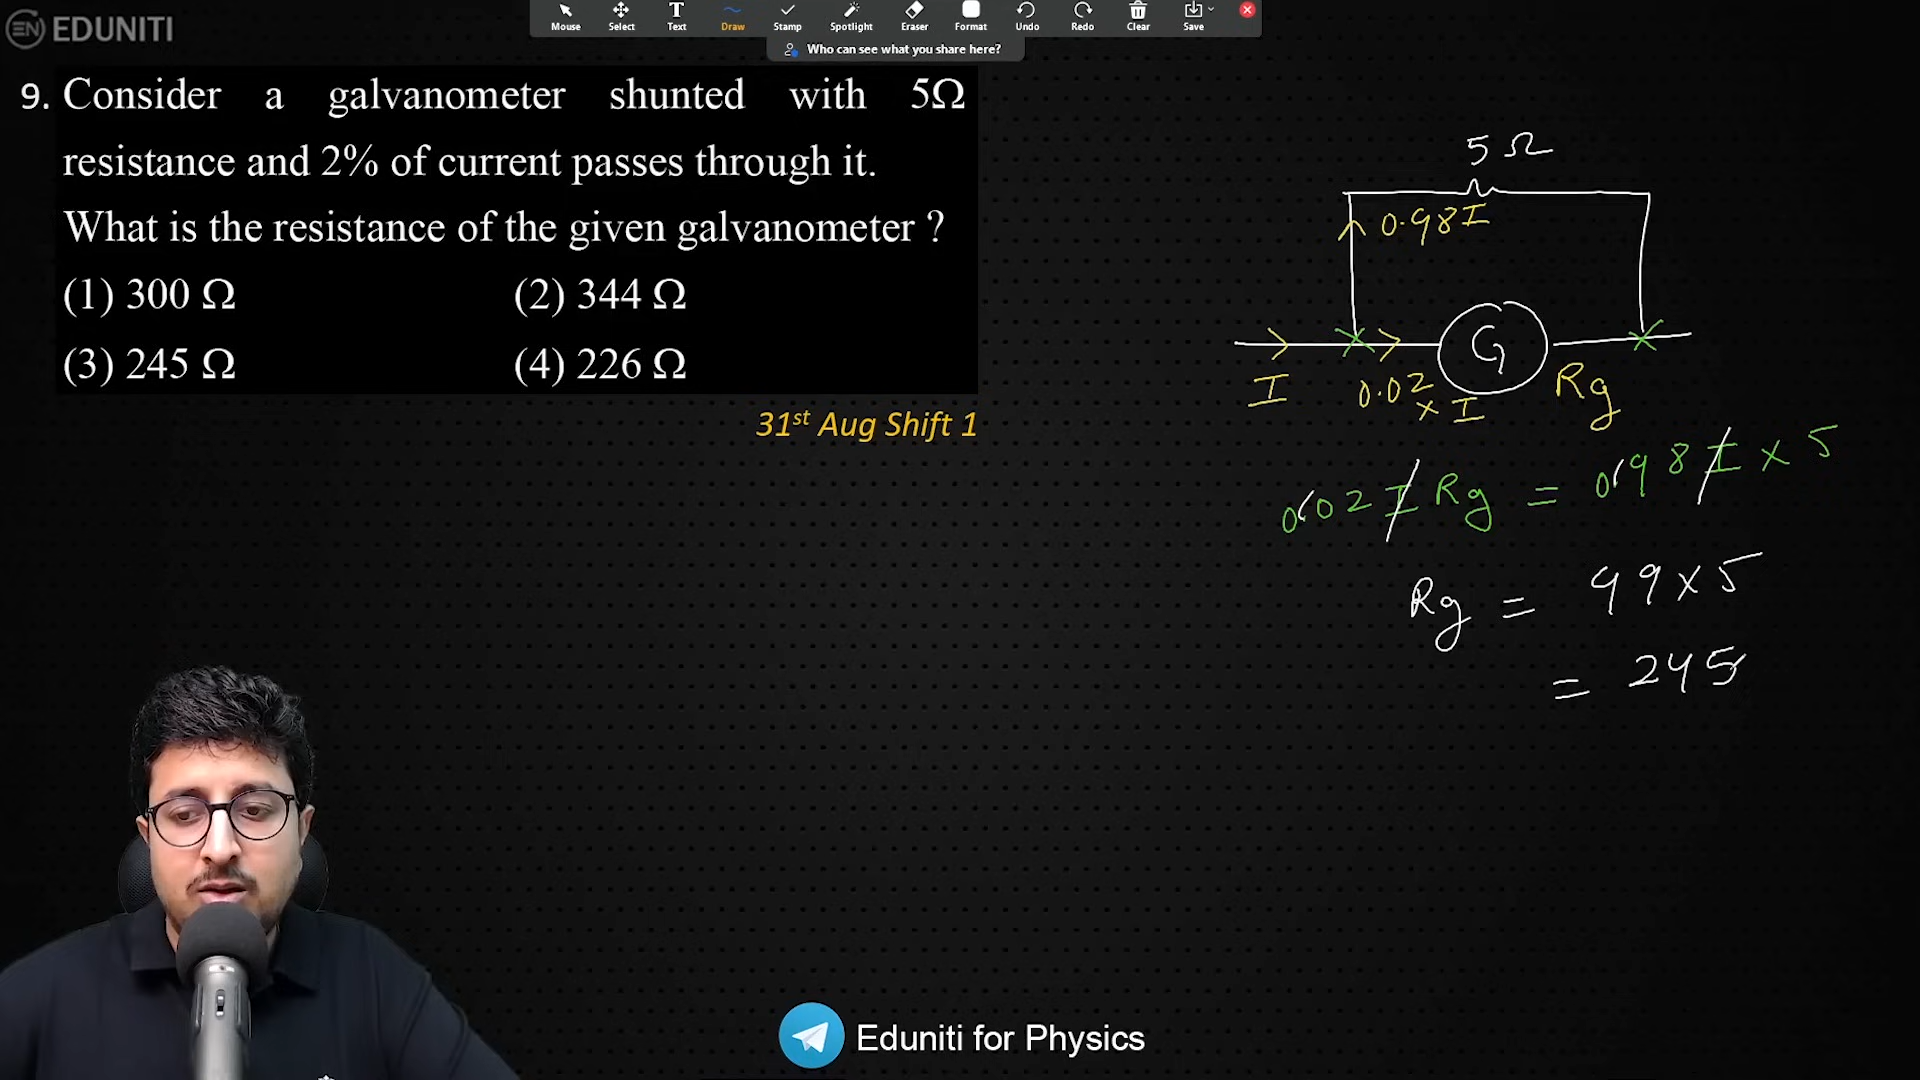 EN EDUNITI
Mouse Select Text Draw Stamp Spotlight Eraser Format Undo Redo Clear Save
Who can see what you share here?
9. Consider a galvanometer shunted with 5Ω
resistance and 2% of current passes through it.
What is the resistance of the given galvanometer ?
(1) 300 Ω (2) 344 Ω
(3) 245 Ω (4) 226 Ω
31st Aug Shift 1
5 Ω
0.98I
G
I 0.02 × I Rg
0.02 I Rg = 0.98 I × 5
Rg = 49 × 5
= 245
Eduniti for Physics